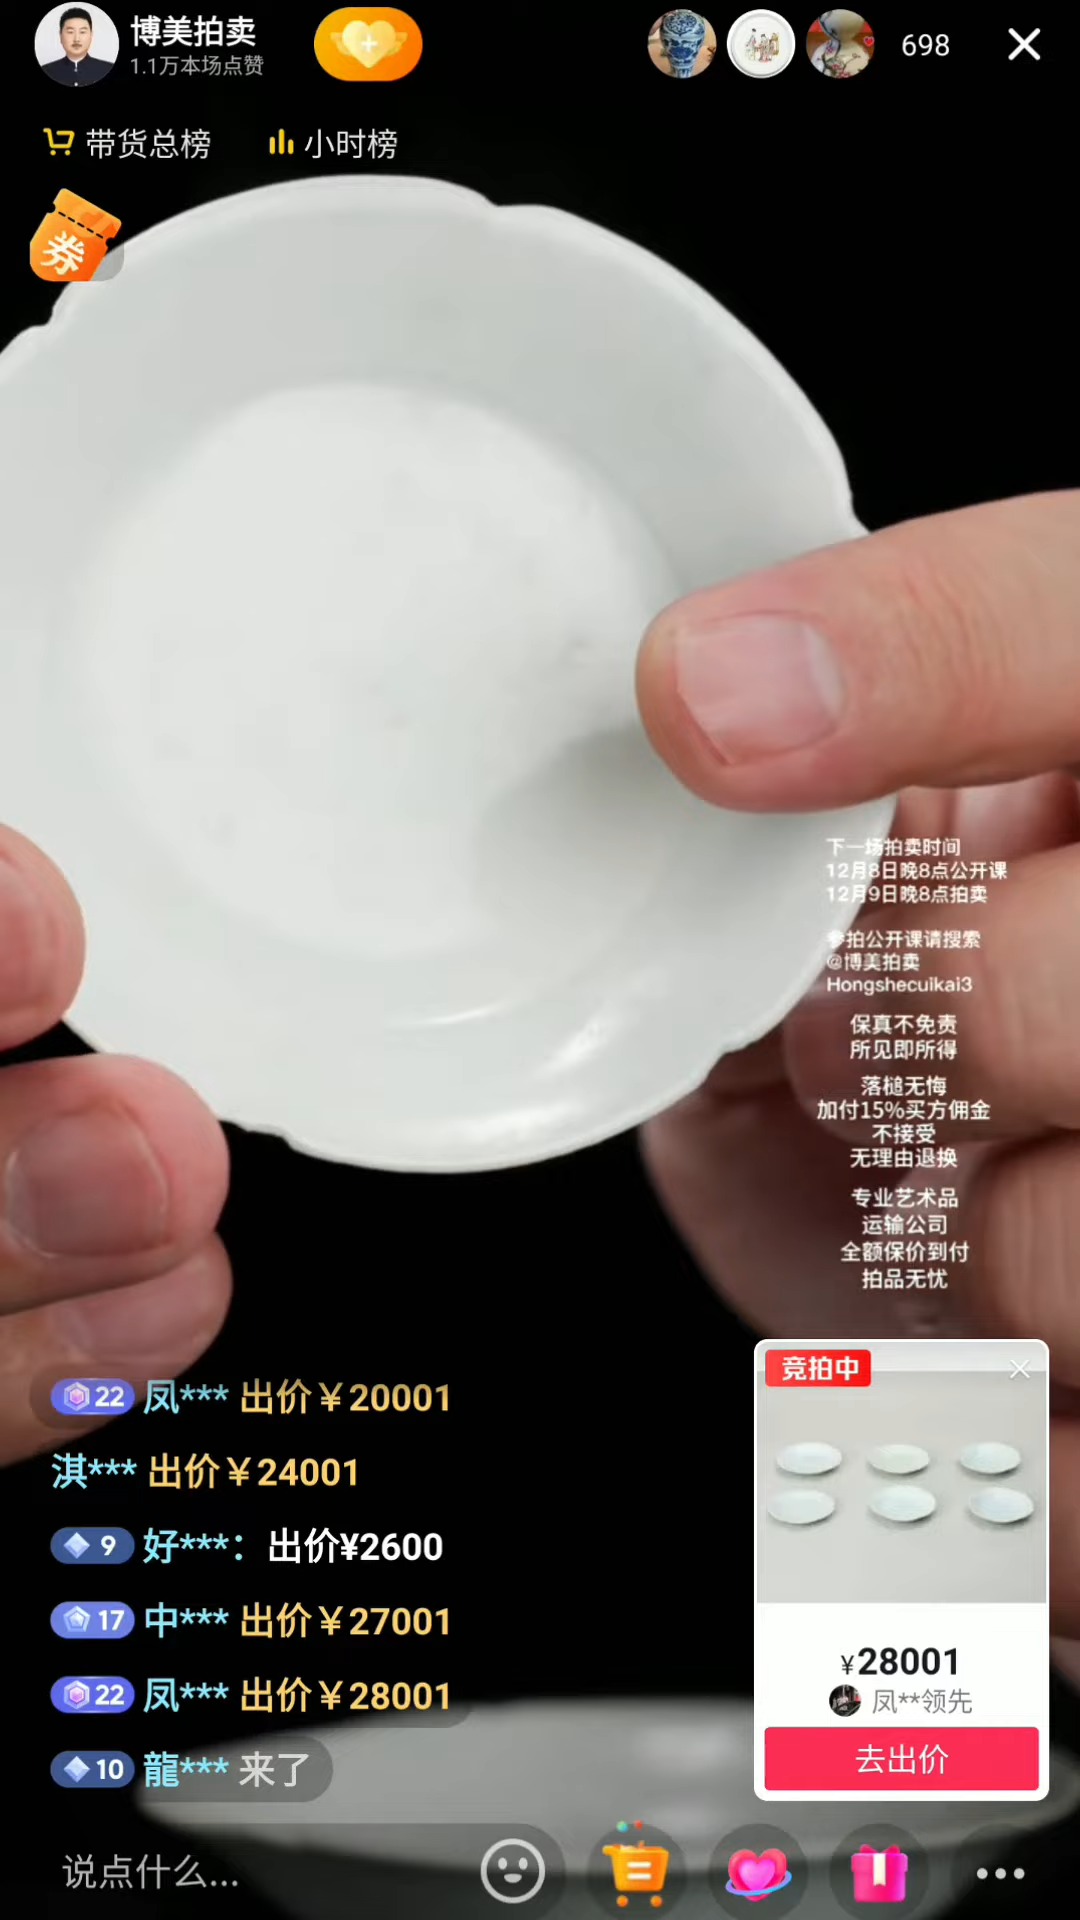 博美拍卖
1.1万本场点赞
698
带货总榜
小时榜
券
下一场拍卖时间
12月8日晚8点公开课
12月9日晚8点拍卖
参拍公开课请搜索
@博美拍卖
Hongshecuikai3
保真不免责
所见即所得
落槌无悔
加付15%买方佣金
不接受
无理由退换
专业艺术品
运输公司
全额保价到付
拍品无忧
22 凤*** 出价￥20001
淇*** 出价￥24001
9 好***：出价¥2600
17 中*** 出价￥27001
22 凤*** 出价￥28001
10 龍*** 来了
竞拍中
¥28001
凤**领先
去出价
说点什么...